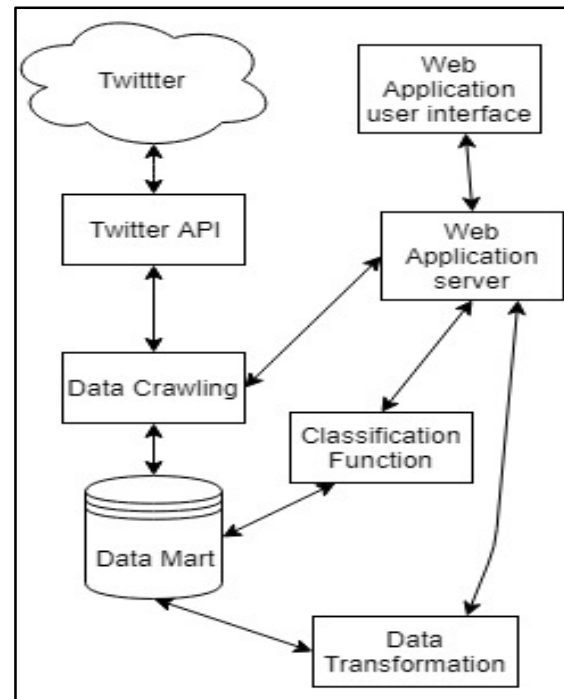 Twittter
Web
Application
user interface
Twitter API
Web
Application
server
Data Crawling
Classification
Function
Data Mart
Data
Transformation